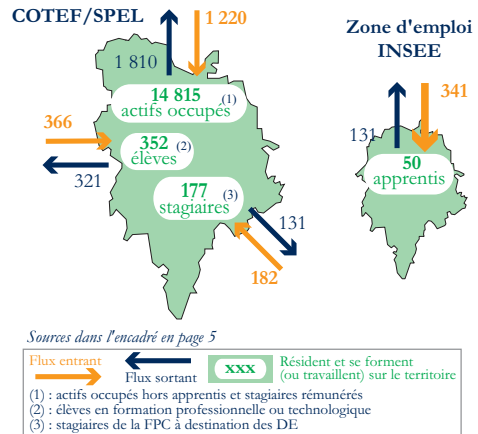 COTEF/SPEL
1 220
1 810
14 815
actifs occupés (1)
366
352
élèves (2)
321
177
stagiaires (3)
131
182
Zone d'emploi
INSEE
341
131
50
apprentis
Sources dans l'encadré en page 5
Flux entrant
Flux sortant
xxx
Résident et se forment
(ou travaillent) sur le territoire
(1) : actifs occupés hors apprentis et stagiaires rémunérés
(2) : élèves en formation professionnelle ou technologique
(3) : stagiaires de la FPC à destination des DE